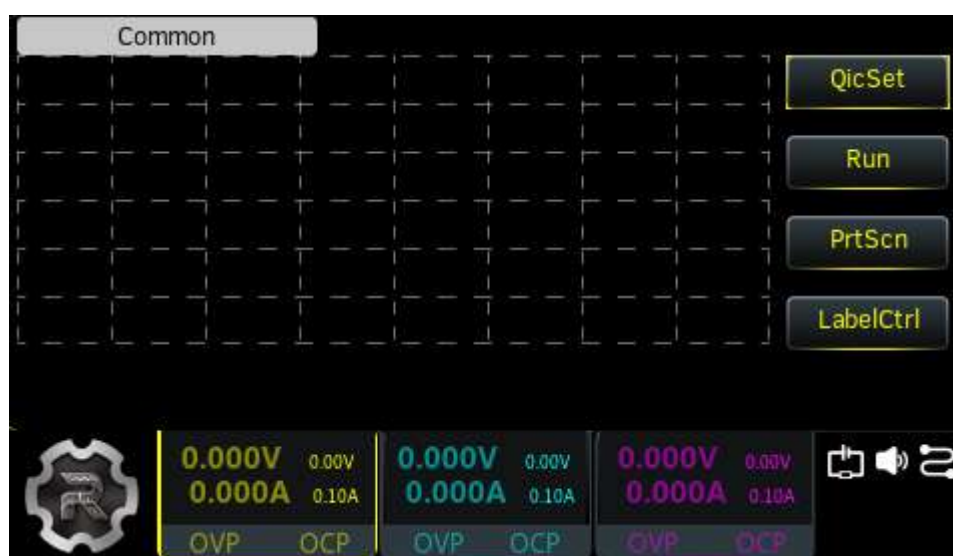 Common
QicSet
Run
PrtScn
LabelCtrl
R
0.000V 0.00V
0.000A 0.10A
OVP OCP
0.000V 0.00V
0.000A 0.10A
OVP OCP
0.000V 0.00V
0.000A 0.10A
OVP OCP